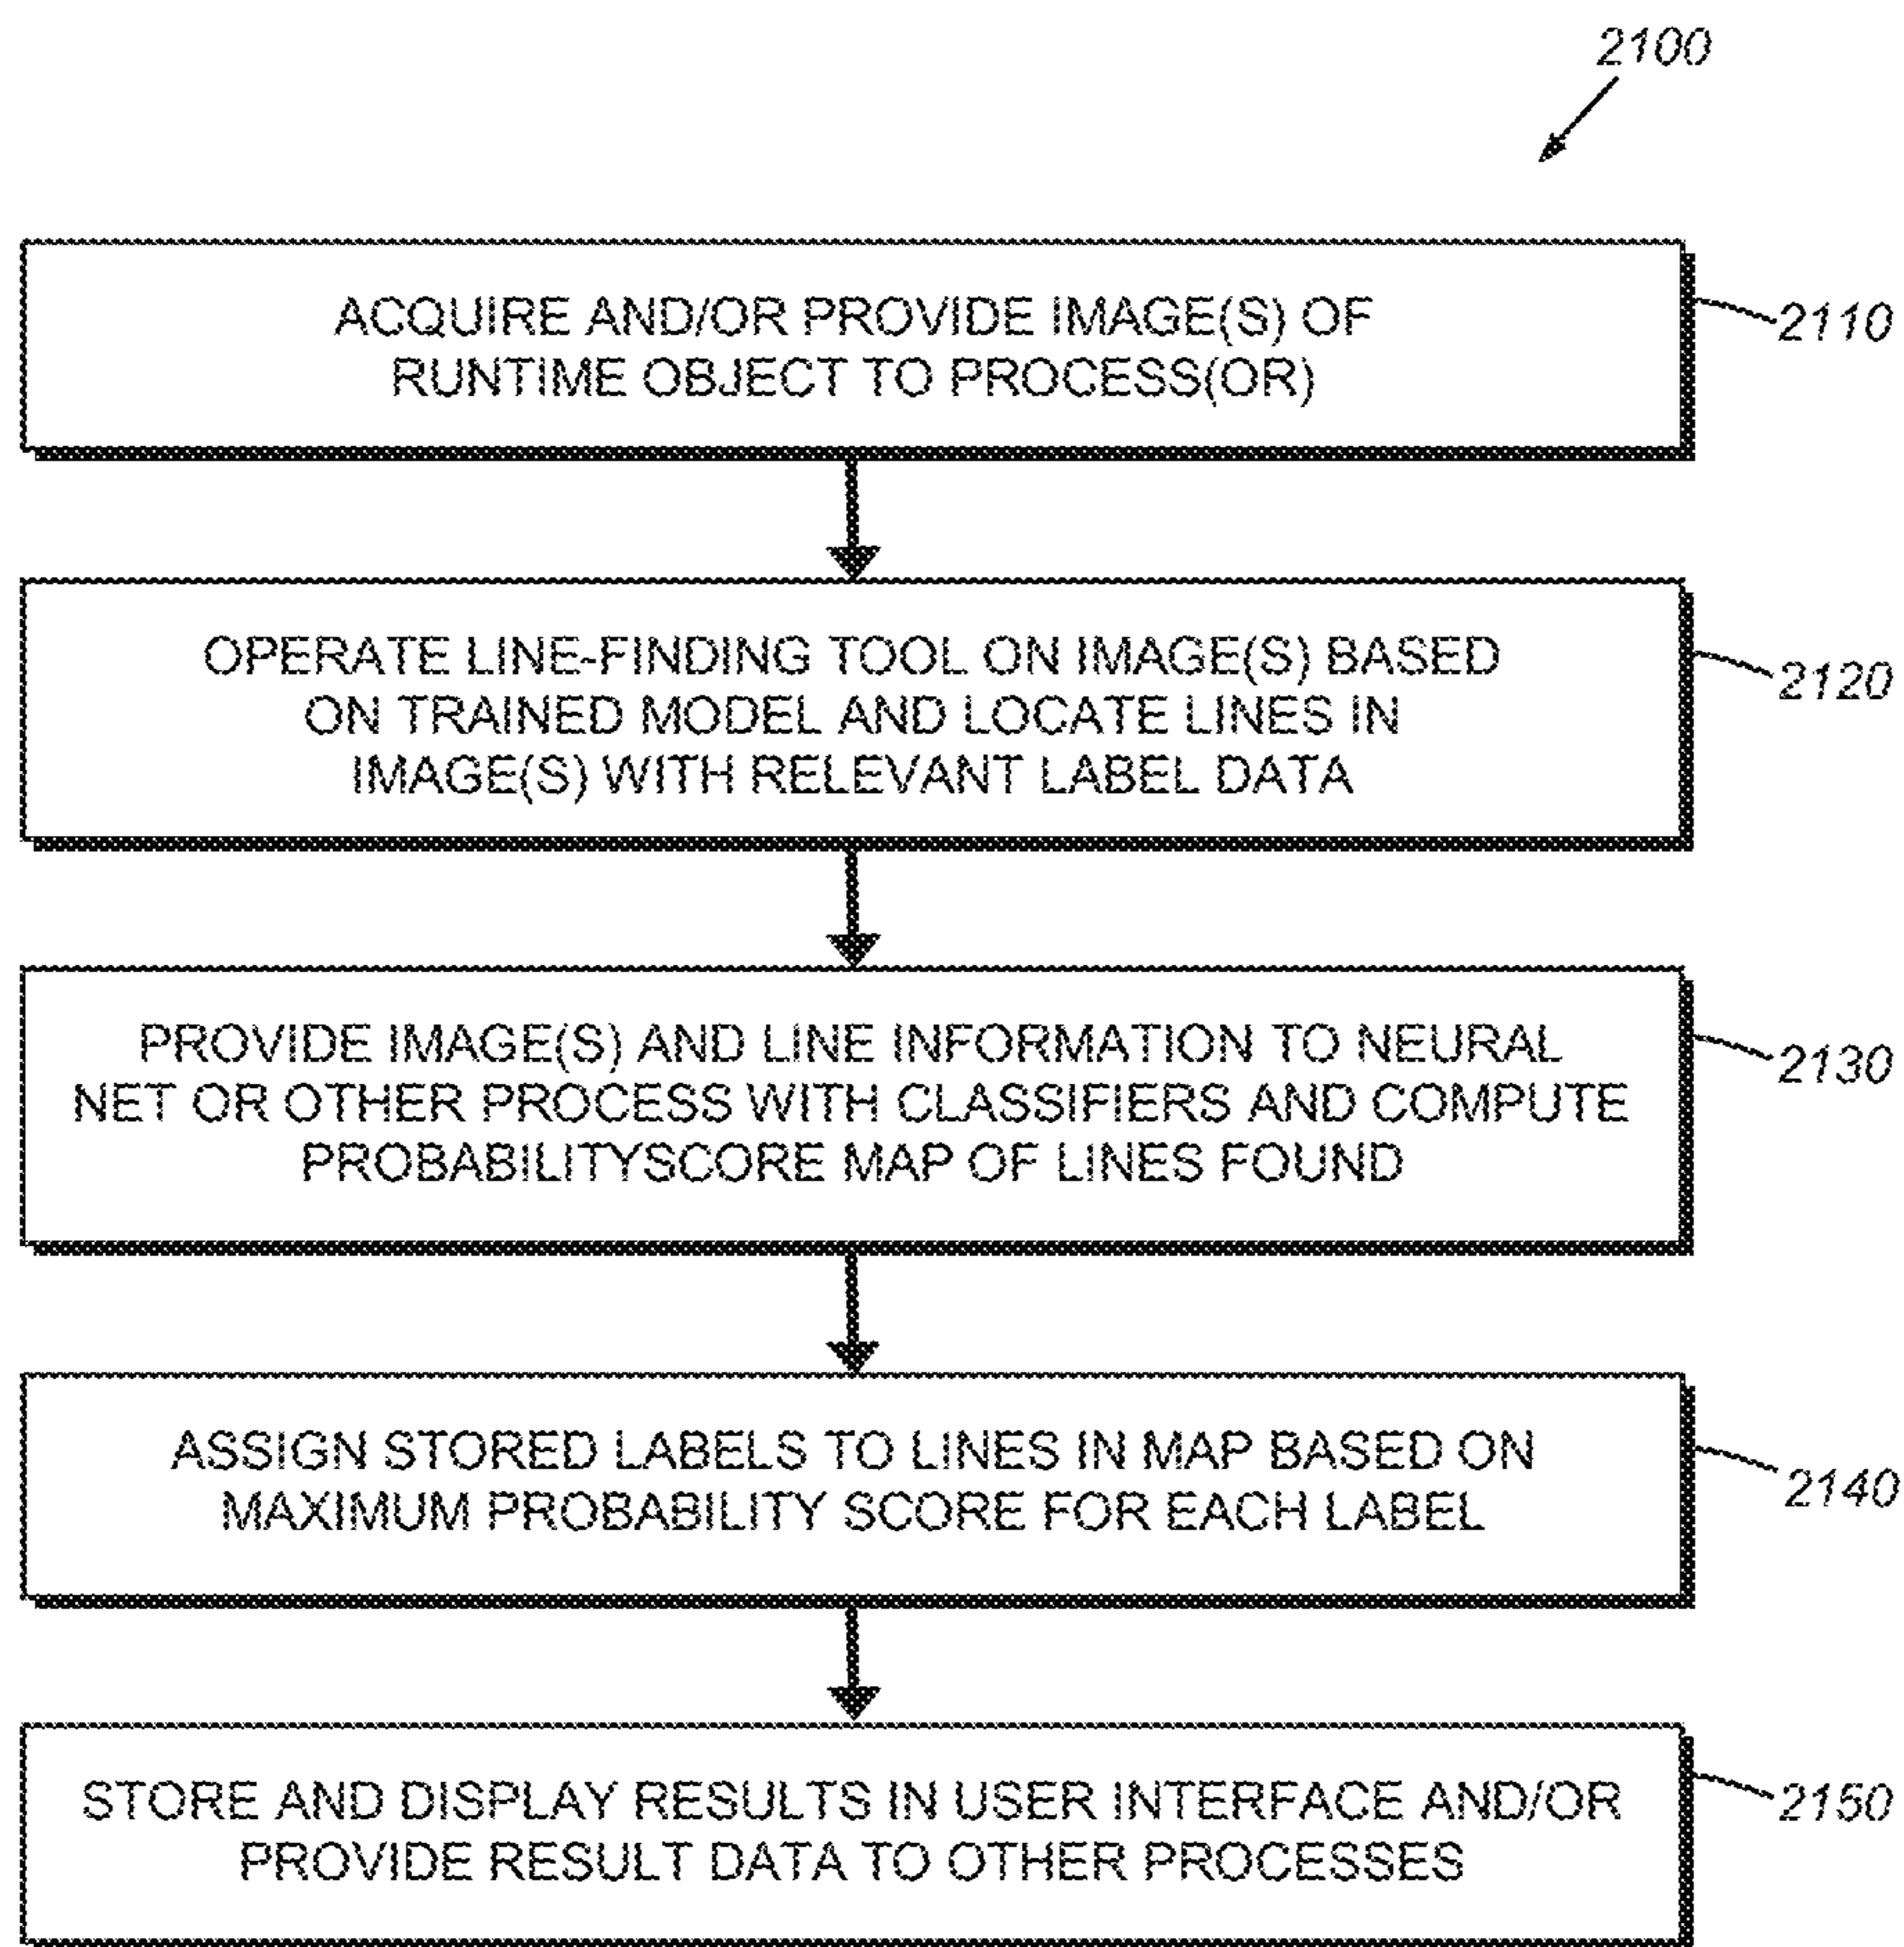 2100
ACQUIRE AND/OR PROVIDE IMAGE(S) OF
RUNTIME OBJECT TO PROCESS(OR)
2110
OPERATE LINE-FINDING TOOL ON IMAGE(S) BASED
ON TRAINED MODEL AND LOCATE LINES IN
IMAGE(S) WITH RELEVANT LABEL DATA
2120
PROVIDE IMAGE(S) AND LINE INFORMATION TO NEURAL
NET OR OTHER PROCESS WITH CLASSIFIERS AND COMPUTE
PROBABILITYSCORE MAP OF LINES FOUND
2130
ASSIGN STORED LABELS TO LINES IN MAP BASED ON
MAXIMUM PROBABILITY SCORE FOR EACH LABEL
2140
STORE AND DISPLAY RESULTS IN USER INTERFACE AND/OR
PROVIDE RESULT DATA TO OTHER PROCESSES
2150